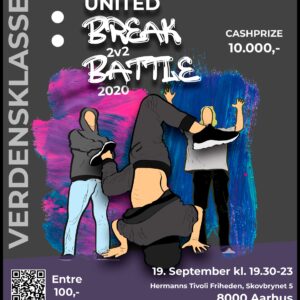 VERDENSKLASSE
UNITED
BREAK
2v2
BATTLE
2020
CASHPRIZE
10.000,-
Entre
100,-
19. September kl. 19.30-23
Hermanns Tivoli Friheden, Skovbrynet 5
8000 Aarhus